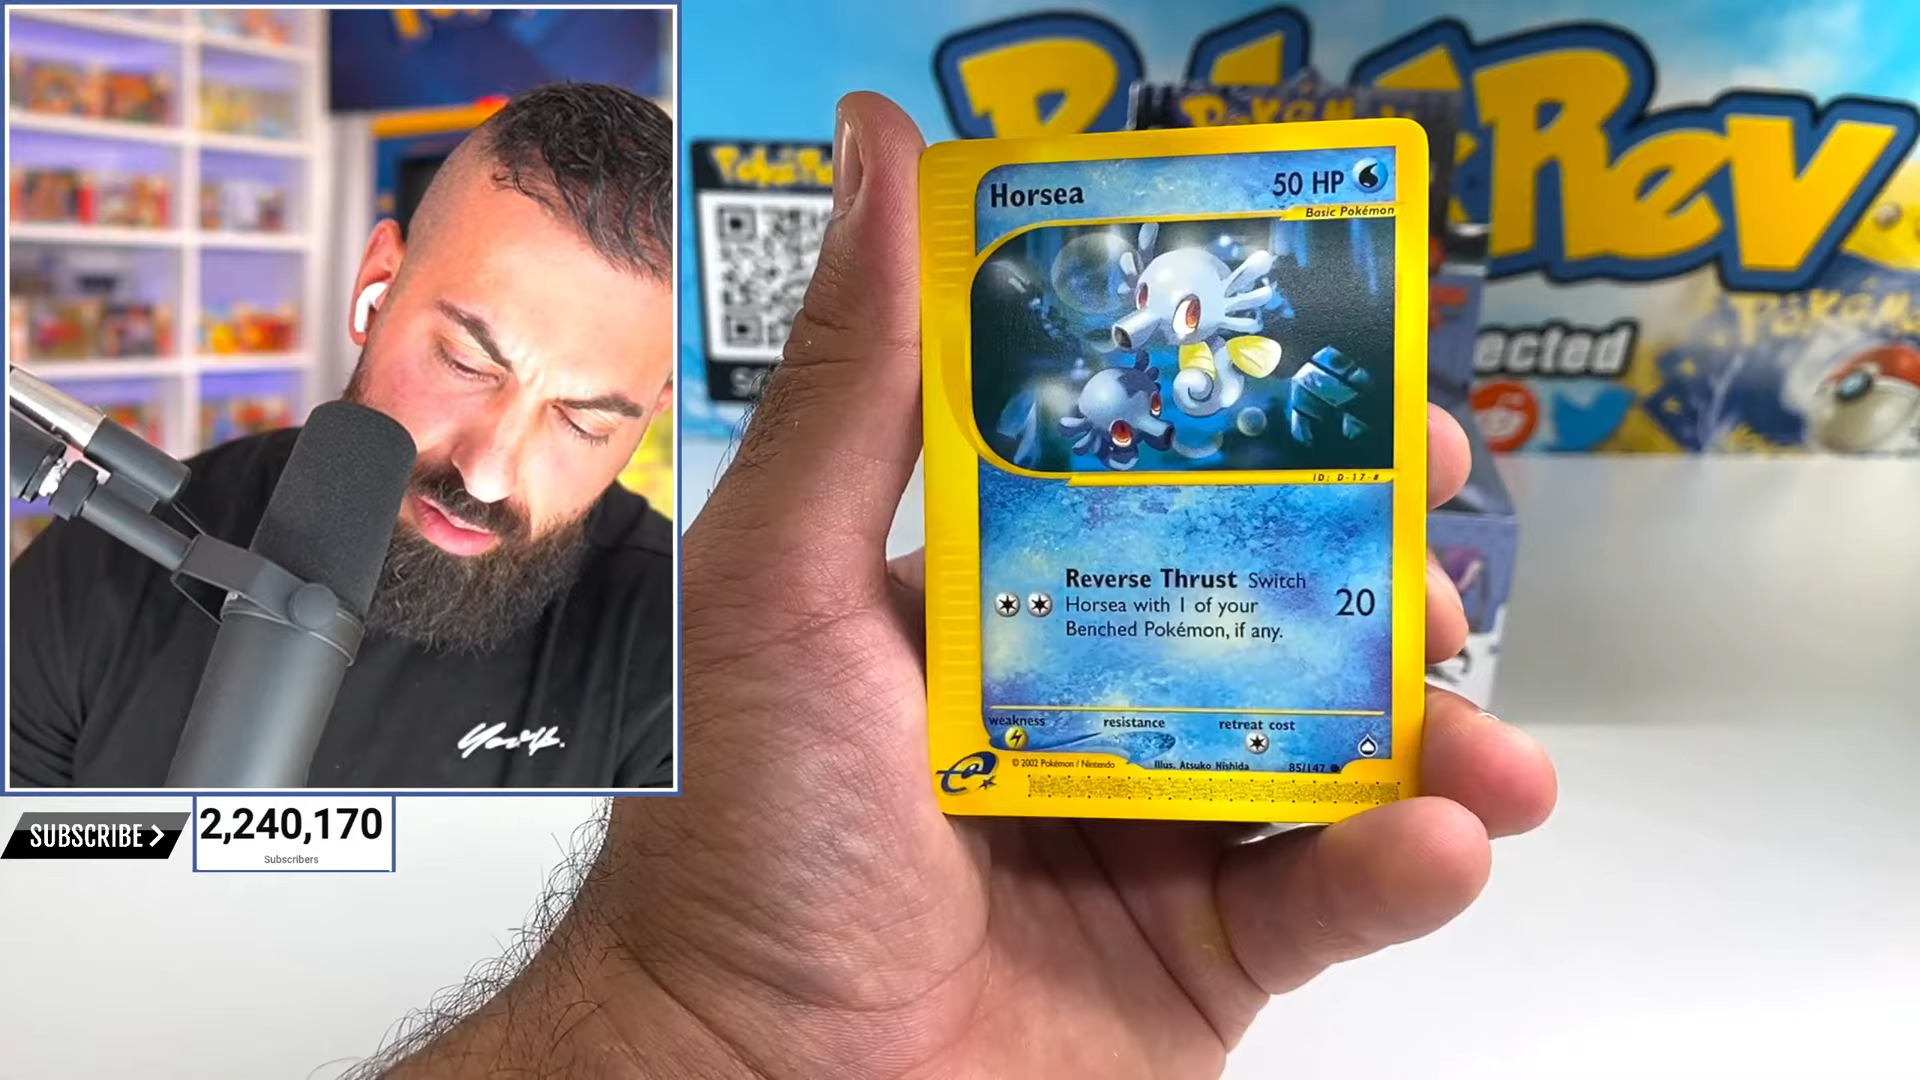 SUBSCRIBE
2,240,170
Subscribers
PokéRev
Horsea
50 HP
Basic Pokémon
ID: D-17-#
Reverse Thrust Switch
Horsea with 1 of your
Benched Pokémon, if any.
20
weakness
resistance
retreat cost
© 2002 Pokémon / Nintendo
Illus. Atsuko Nishida
85/147
ected